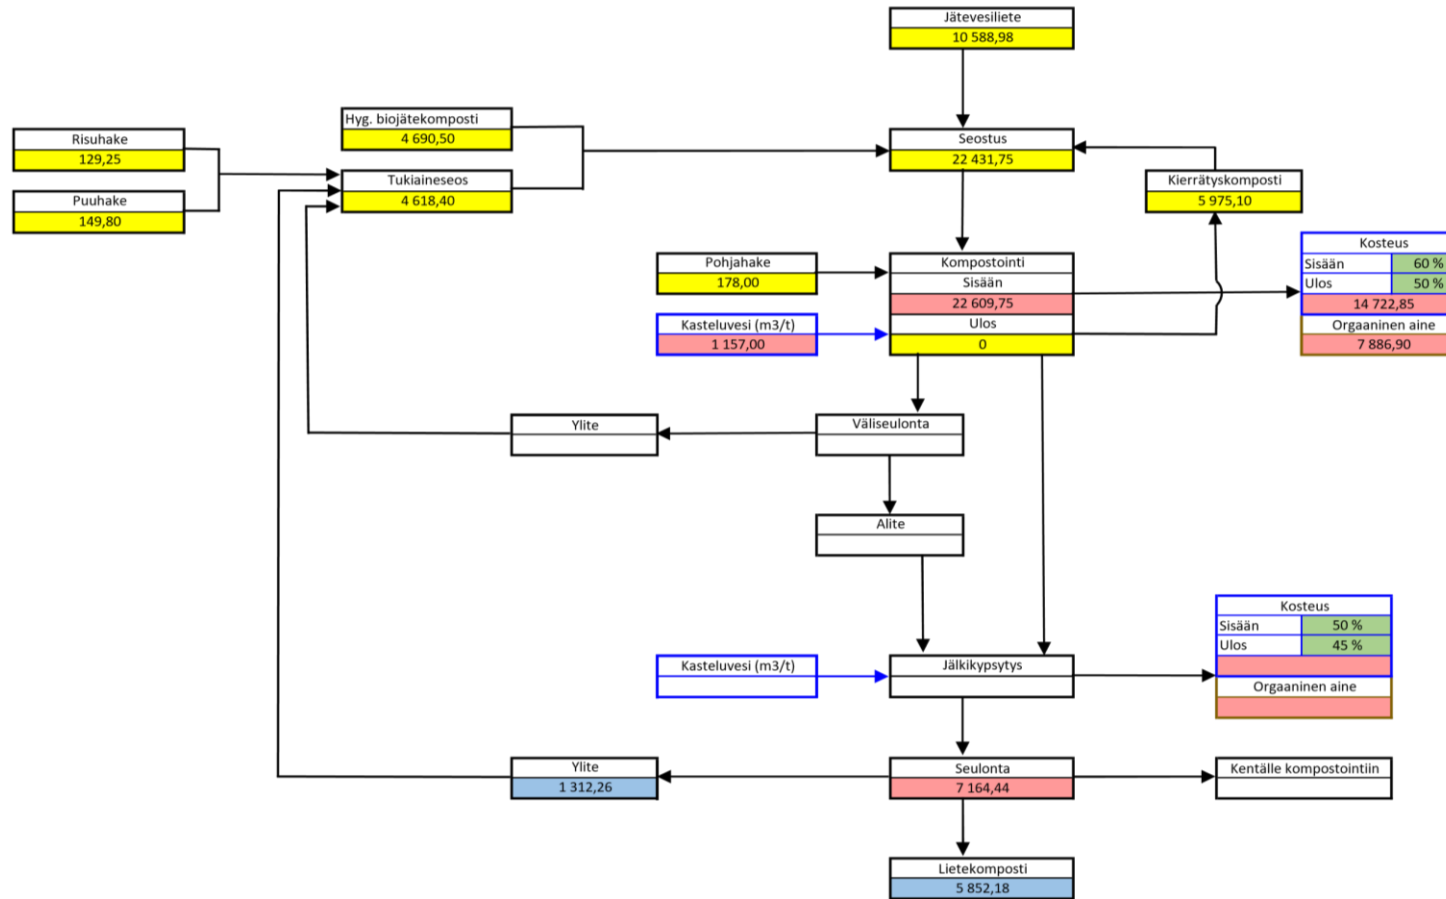 Jätevesiliete
10 588,98
Hyg. biojätekomposti
4 690,50
Risuhake
129,25
Seostus
22 431,75
Tukiaineseos
4 618,40
Kierrätyskomposti
5 975,10
Puuhake
149,80
Pohjahake
178,00
Kompostointi
Sisään
22 609,75
Ulos
0
Kosteus
Sisään 60 %
Ulos 50 %
14 722,85
Orgaaninen aine
7 886,90
Kasteluvesi (m3/t)
1 157,00
Ylite
Väliseulonta
Alite
Kosteus
Sisään 50 %
Ulos 45 %
Orgaaninen aine
Kasteluvesi (m3/t)
Jälkikypsytys
Ylite
1 312,26
Seulonta
7 164,44
Kentälle kompostointiin
Lietekomposti
5 852,18